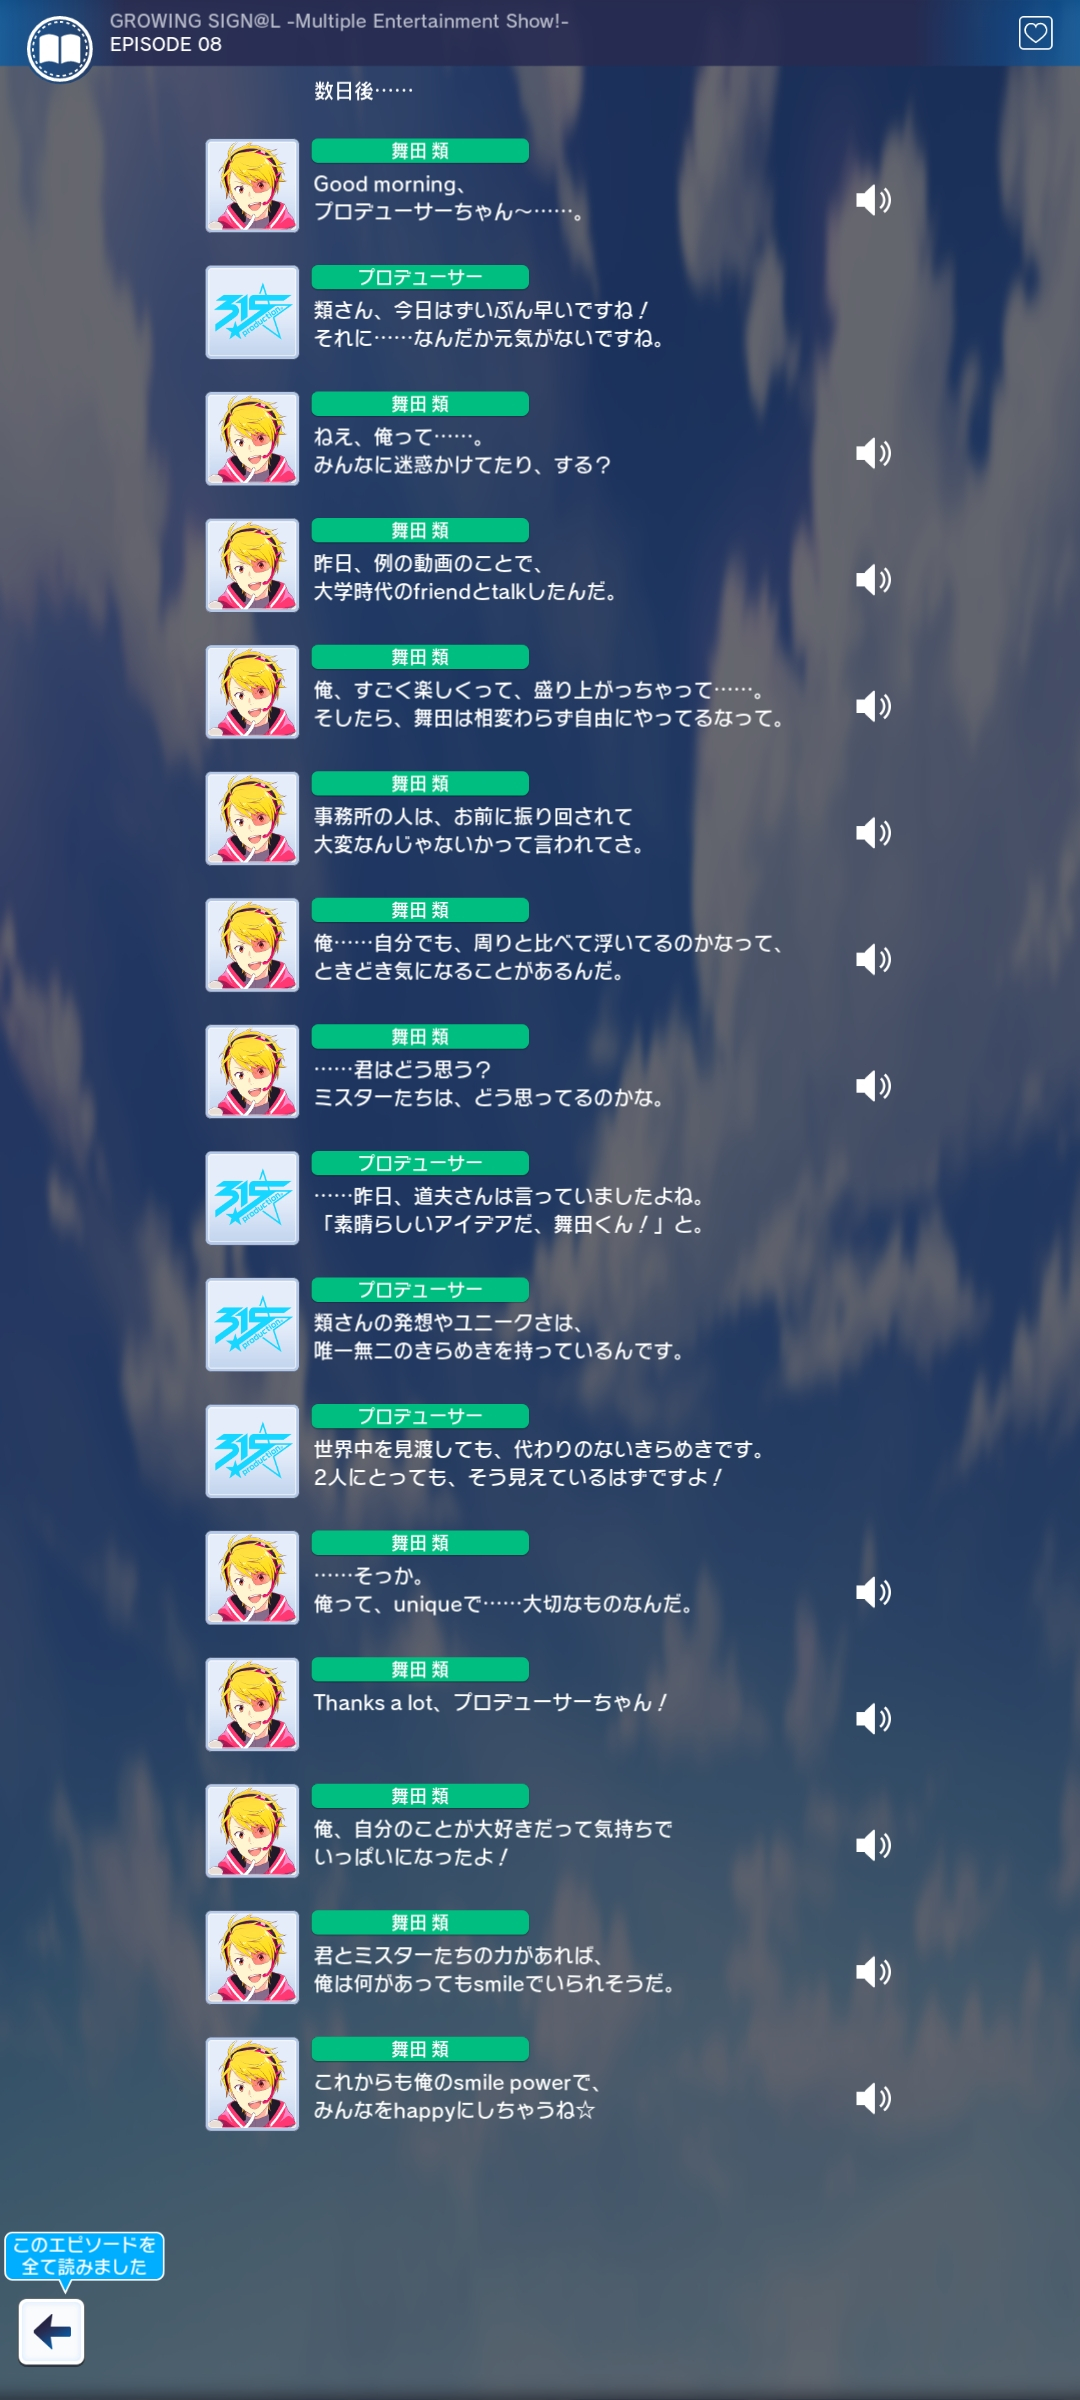 GROWING SIGN@L -Multiple Entertainment Show!-
EPISODE 08
数日後……
舞田 類
Good morning、
プロデューサーちゃん～……。
プロデューサー
類さん、今日はずいぶん早いですね！
それに……なんだか元気がないですね。
舞田 類
ねえ、俺って……。
みんなに迷惑かけてたり、する？
舞田 類
昨日、例の動画のことで、
大学時代のfriendとtalkしたんだ。
舞田 類
俺、すごく楽しくって、盛り上がっちゃって……。
そしたら、舞田は相変わらず自由にやってるなって。
舞田 類
事務所の人は、お前に振り回されて
大変なんじゃないかって言われてさ。
舞田 類
俺……自分でも、周りと比べて浮いてるのかなって、
ときどき気になることがあるんだ。
舞田 類
……君はどう思う？
ミスターたちは、どう思ってるのかな。
プロデューサー
……昨日、道夫さんは言っていましたよね。
「素晴らしいアイデアだ、舞田くん！」と。
プロデューサー
類さんの発想やユニークさは、
唯一無二のきらめきを持っているんです。
プロデューサー
世界中を見渡しても、代わりのないきらめきです。
2人にとっても、そう見えているはずですよ！
舞田 類
……そっか。
俺って、uniqueで……大切なものなんだ。
舞田 類
Thanks a lot、プロデューサーちゃん！
舞田 類
俺、自分のことが大好きだって気持ちで
いっぱいになったよ！
舞田 類
君とミスターたちの力があれば、
俺は何があってもsmileでいられそうだ。
舞田 類
これからも俺のsmile powerで、
みんなをhappyにしちゃうね☆
このエピソードを
全て読みました
315
production
315
production
315
production
315
production